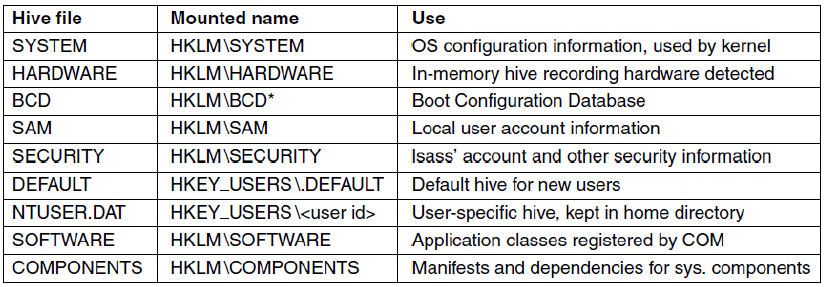 Hive file Mounted name Use
SYSTEM HKLM\SYSTEM OS configuration information, used by kernel
HARDWARE HKLM\HARDWARE In-memory hive recording hardware detected
BCD HKLM\BCD* Boot Configuration Database
SAM HKLM\SAM Local user account information
SECURITY HKLM\SECURITY lsass' account and other security information
DEFAULT HKEY_USERS\.DEFAULT Default hive for new users
NTUSER.DAT HKEY_USERS\<user id> User-specific hive, kept in home directory
SOFTWARE HKLM\SOFTWARE Application classes registered by COM
COMPONENTS HKLM\COMPONENTS Manifests and dependencies for sys. components